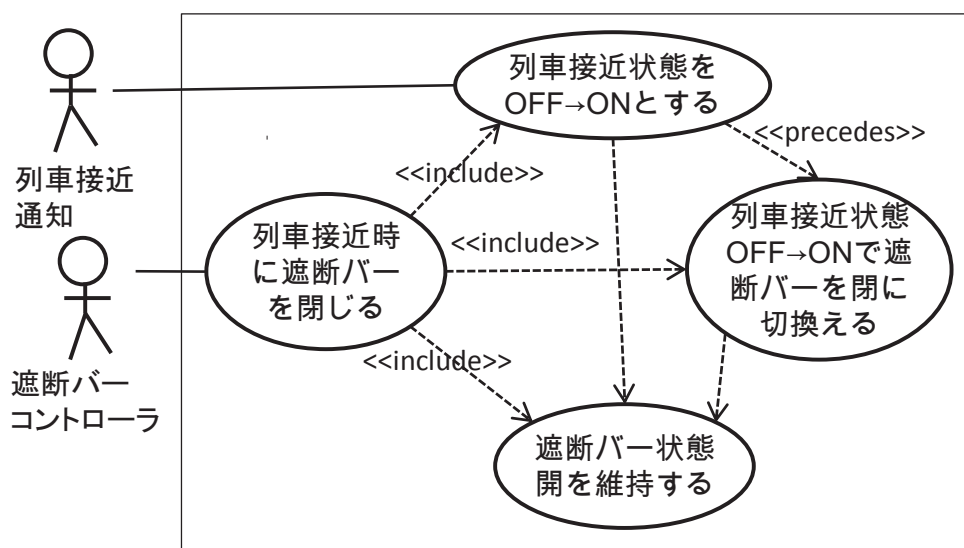 列車接近
通知
遮断バー
コントローラ
列車接近状態を
OFF→ONとする
<<precedes>>
<<include>>
列車接近時
に遮断バー
を閉じる
<<include>>
列車接近状態
OFF→ONで遮
断バーを閉に
切換える
<<include>>
遮断バー状態
開を維持する